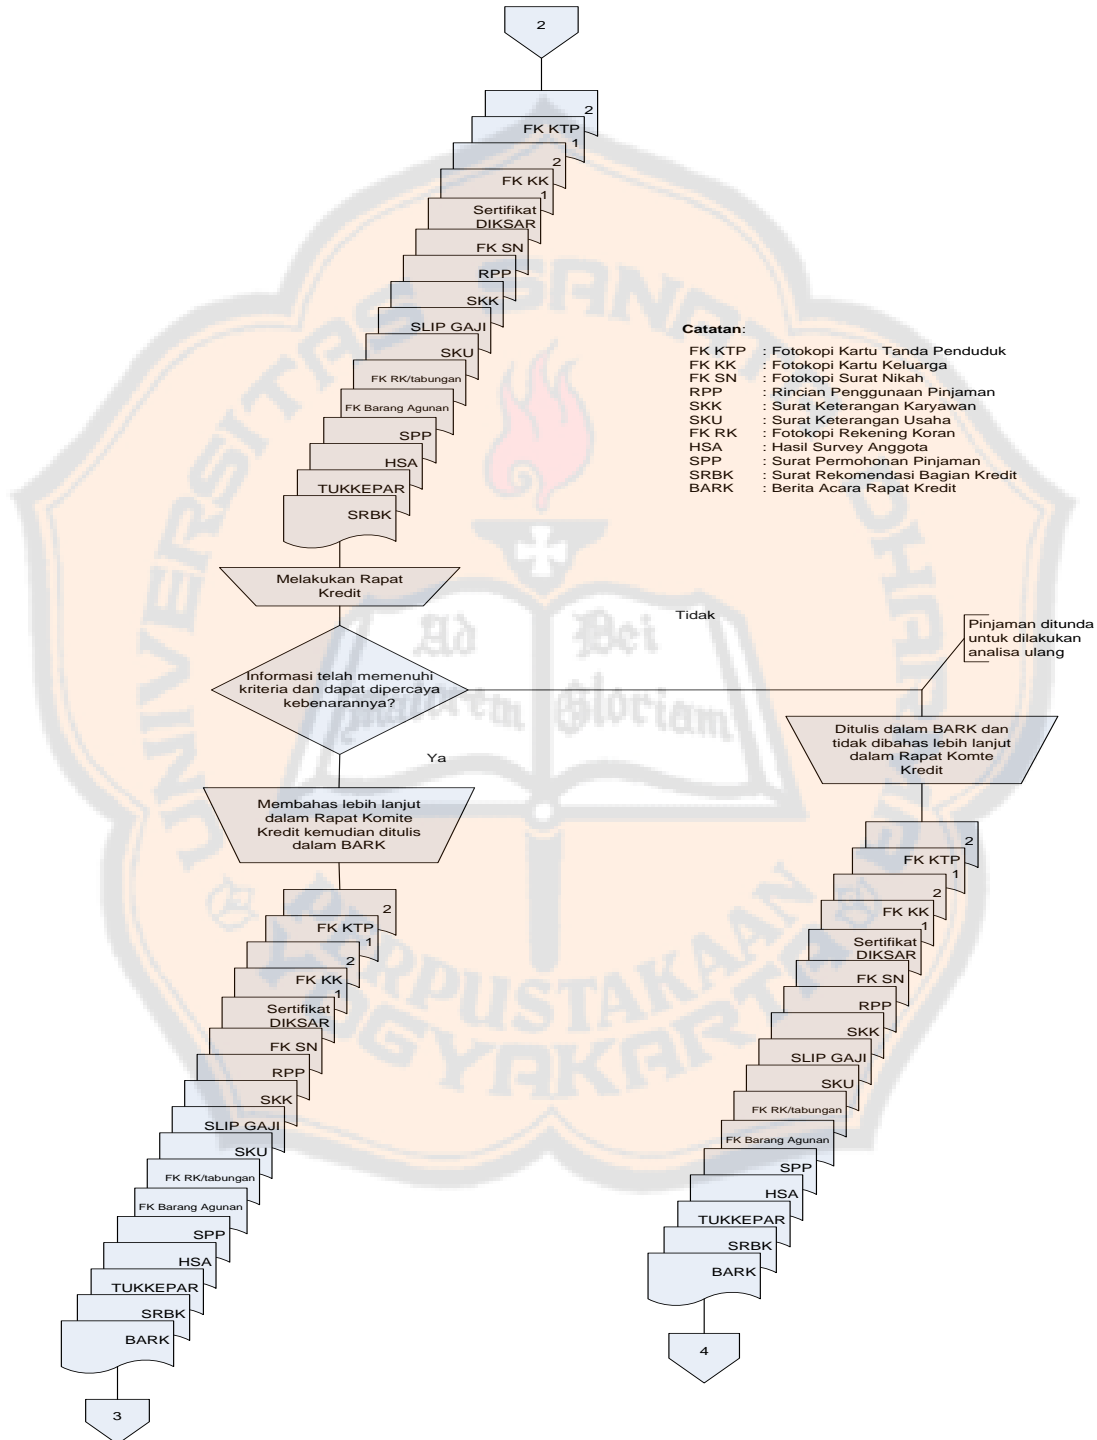 2
2
FK KTP
1
2
FK KK
1
Sertifikat
DIKSAR
FK SN
RPP
SKK
SLIP GAJI
SKU
FK RK/tabungan
FK Barang Agunan
SPP
HSA
TUKKEPAR
SRBK
Catatan:
FK KTP : Fotokopi Kartu Tanda Penduduk
FK KK : Fotokopi Kartu Keluarga
FK SN : Fotokopi Surat Nikah
RPP : Rincian Penggunaan Pinjaman
SKK : Surat Keterangan Karyawan
SKU : Surat Keterangan Usaha
FK RK : Fotokopi Rekening Koran
HSA : Hasil Survey Anggota
SPP : Surat Permohonan Pinjaman
SRBK : Surat Rekomendasi Bagian Kredit
BARK : Berita Acara Rapat Kredit
Melakukan Rapat
Kredit
Informasi telah memenuhi
kriteria dan dapat dipercaya
kebenarannya?
Tidak
Pinjaman ditunda
untuk dilakukan
analisa ulang
Ya
Ditulis dalam BARK dan
tidak dibahas lebih lanjut
dalam Rapat Komte
Kredit
Membahas lebih lanjut
dalam Rapat Komite
Kredit kemudian ditulis
dalam BARK
2
FK KTP
1
2
FK KK
1
Sertifikat
DIKSAR
FK SN
RPP
SKK
SLIP GAJI
SKU
FK RK/tabungan
FK Barang Agunan
SPP
HSA
TUKKEPAR
SRBK
BARK
3
2
FK KTP
1
2
FK KK
1
Sertifikat
DIKSAR
FK SN
RPP
SKK
SLIP GAJI
SKU
FK RK/tabungan
FK Barang Agunan
SPP
HSA
TUKKEPAR
SRBK
BARK
4
UNIVERSITAS SANATA DHARMA
Ad Dei
Gloriam
PERPUSTAKAAN
YOGYAKARTA